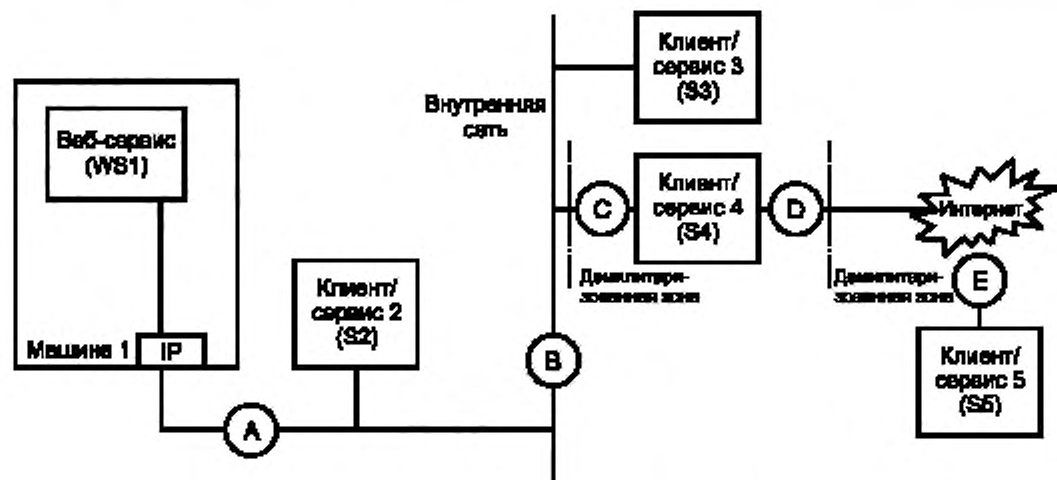 Веб-сервис
(WS1)
Машина 1
IP
A
Клиент/
сервис 2
(S2)
Внутренняя
сеть
B
Клиент/
сервис 3
(S3)
C
Клиент/
сервис 4
(S4)
D
Демилитари-
зованная зона
Демилитари-
зованная зона
Интернет
E
Клиент/
сервис 5
(S5)